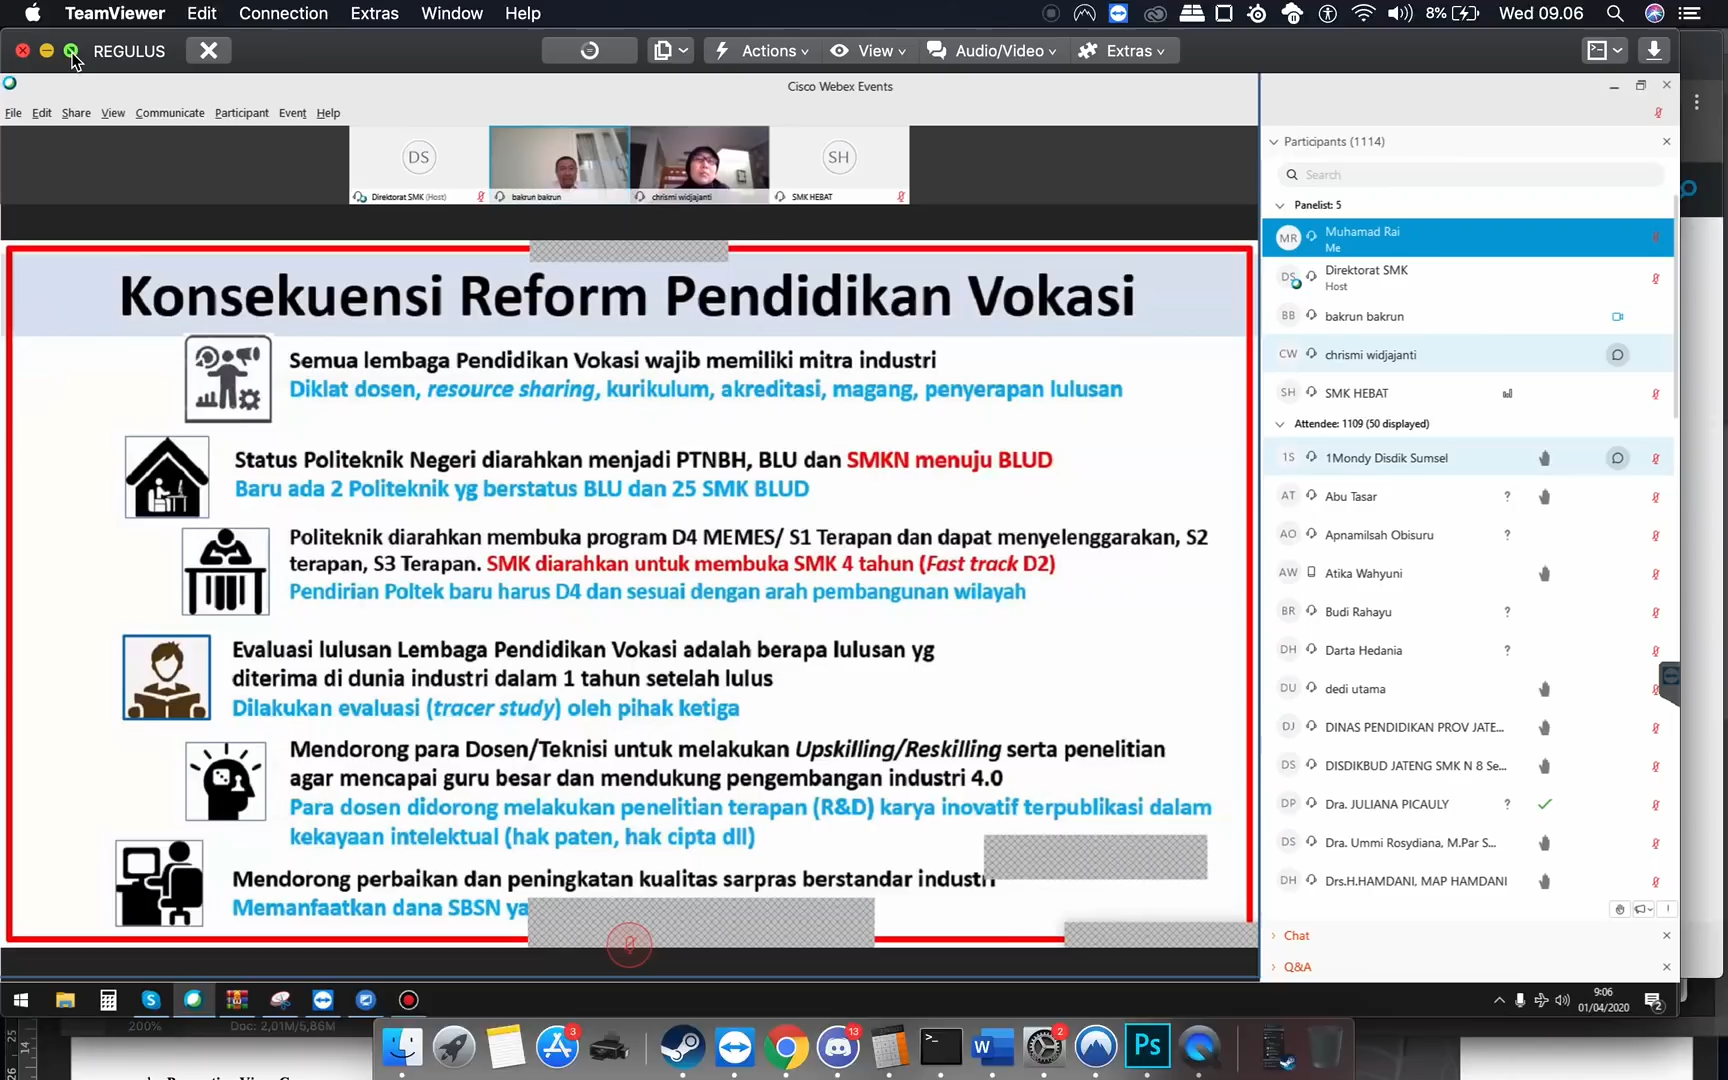 TeamViewer Edit Connection Extras Window Help
8% Wed 09.06
REGULUS Actions View Audio/Video Extras
Cisco Webex Events
File Edit Share View Communicate Participant Event Help
DS SH
Direktorat SMK (Host) bakrun bakrun chrismi widjajanti SMK HEBAT
Konsekuensi Reform Pendidikan Vokasi
Semua lembaga Pendidikan Vokasi wajib memiliki mitra industri
Diklat dosen, resource sharing, kurikulum, akreditasi, magang, penyerapan lulusan
Status Politeknik Negeri diarahkan menjadi PTNBH, BLU dan SMKN menuju BLUD
Baru ada 2 Politeknik yg berstatus BLU dan 25 SMK BLUD
Politeknik diarahkan membuka program D4 MEMES/ S1 Terapan dan dapat menyelenggarakan, S2
terapan, S3 Terapan. SMK diarahkan untuk membuka SMK 4 tahun (Fast track D2)
Pendirian Poltek baru harus D4 dan sesuai dengan arah pembangunan wilayah
Evaluasi lulusan Lembaga Pendidikan Vokasi adalah berapa lulusan yg
diterima di dunia industri dalam 1 tahun setelah lulus
Dilakukan evaluasi (tracer study) oleh pihak ketiga
Mendorong para Dosen/Teknisi untuk melakukan Upskilling/Reskilling serta penelitian
agar mencapai guru besar dan mendukung pengembangan industri 4.0
Para dosen didorong melakukan penelitian terapan (R&D) karya inovatif terpublikasi dalam
kekayaan intelektual (hak paten, hak cipta dll)
Mendorong perbaikan dan peningkatan kualitas sarpras berstandar industri
Memanfaatkan dana SBSN
Participants (1114)
Search
Panelist: 5
MR Muhamad Rai
Me
DS Direktorat SMK
Host
BB bakrun bakrun
CW chrismi widjajanti
SH SMK HEBAT
Attendee: 1109 (50 displayed)
1S 1Mondy Disdik Sumsel
AT Abu Tasar ?
AO Apnamilsah Obisuru ?
AW Atika Wahyuni
BR Budi Rahayu ?
DH Darta Hedania ?
DU dedi utama
DJ DINAS PENDIDIKAN PROV JATE...
DS DISDIKBUD JATENG SMK N 8 Se...
DP Dra. JULIANA PICAULY ?
DS Dra. Ummi Rosydiana, M.Par S...
DH Drs.H.HAMDANI, MAP HAMDANI
Chat
Q&A
9:06
01/04/2020
2
200% Doc: 2,01M/5,86M
3 13 2
W Ps